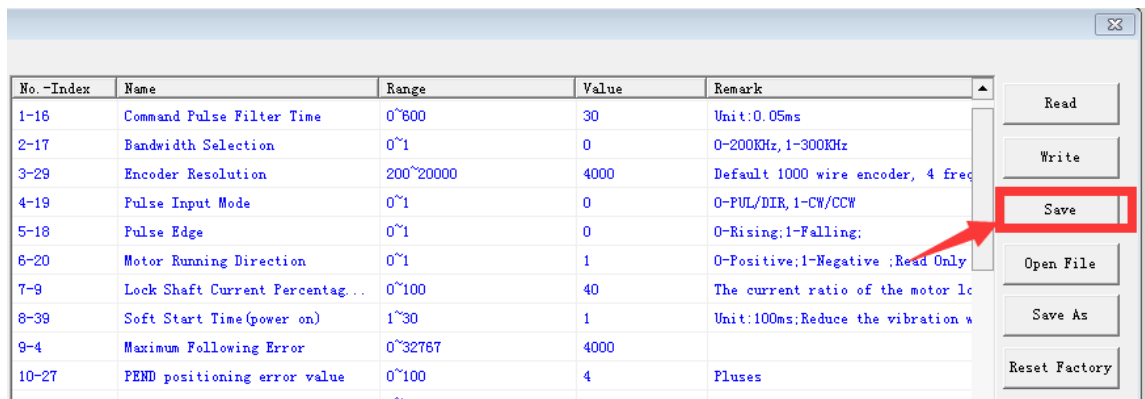 No.-Index Name Range Value Remark
1-16 Command Pulse Filter Time 0~600 30 Unit:0.05ms
2-17 Bandwidth Selection 0~1 0 0-200KHz,1-300KHz
3-29 Encoder Resolution 200~20000 4000 Default 1000 wire encoder, 4 freq
4-19 Pulse Input Mode 0~1 0 0-PUL/DIR,1-CW/CCW
5-18 Pulse Edge 0~1 0 0-Rising;1-Falling;
6-20 Motor Running Direction 0~1 1 0-Positive;1-Negative ;Read Only
7-9 Lock Shaft Current Percentag... 0~100 40 The current ratio of the motor lo
8-39 Soft Start Time(power on) 1~30 1 Unit:100ms;Reduce the vibration w
9-4 Maximum Following Error 0~32767 4000
10-27 PEND positioning error value 0~100 4 Pluses
Read
Write
Save
Open File
Save As
Reset Factory